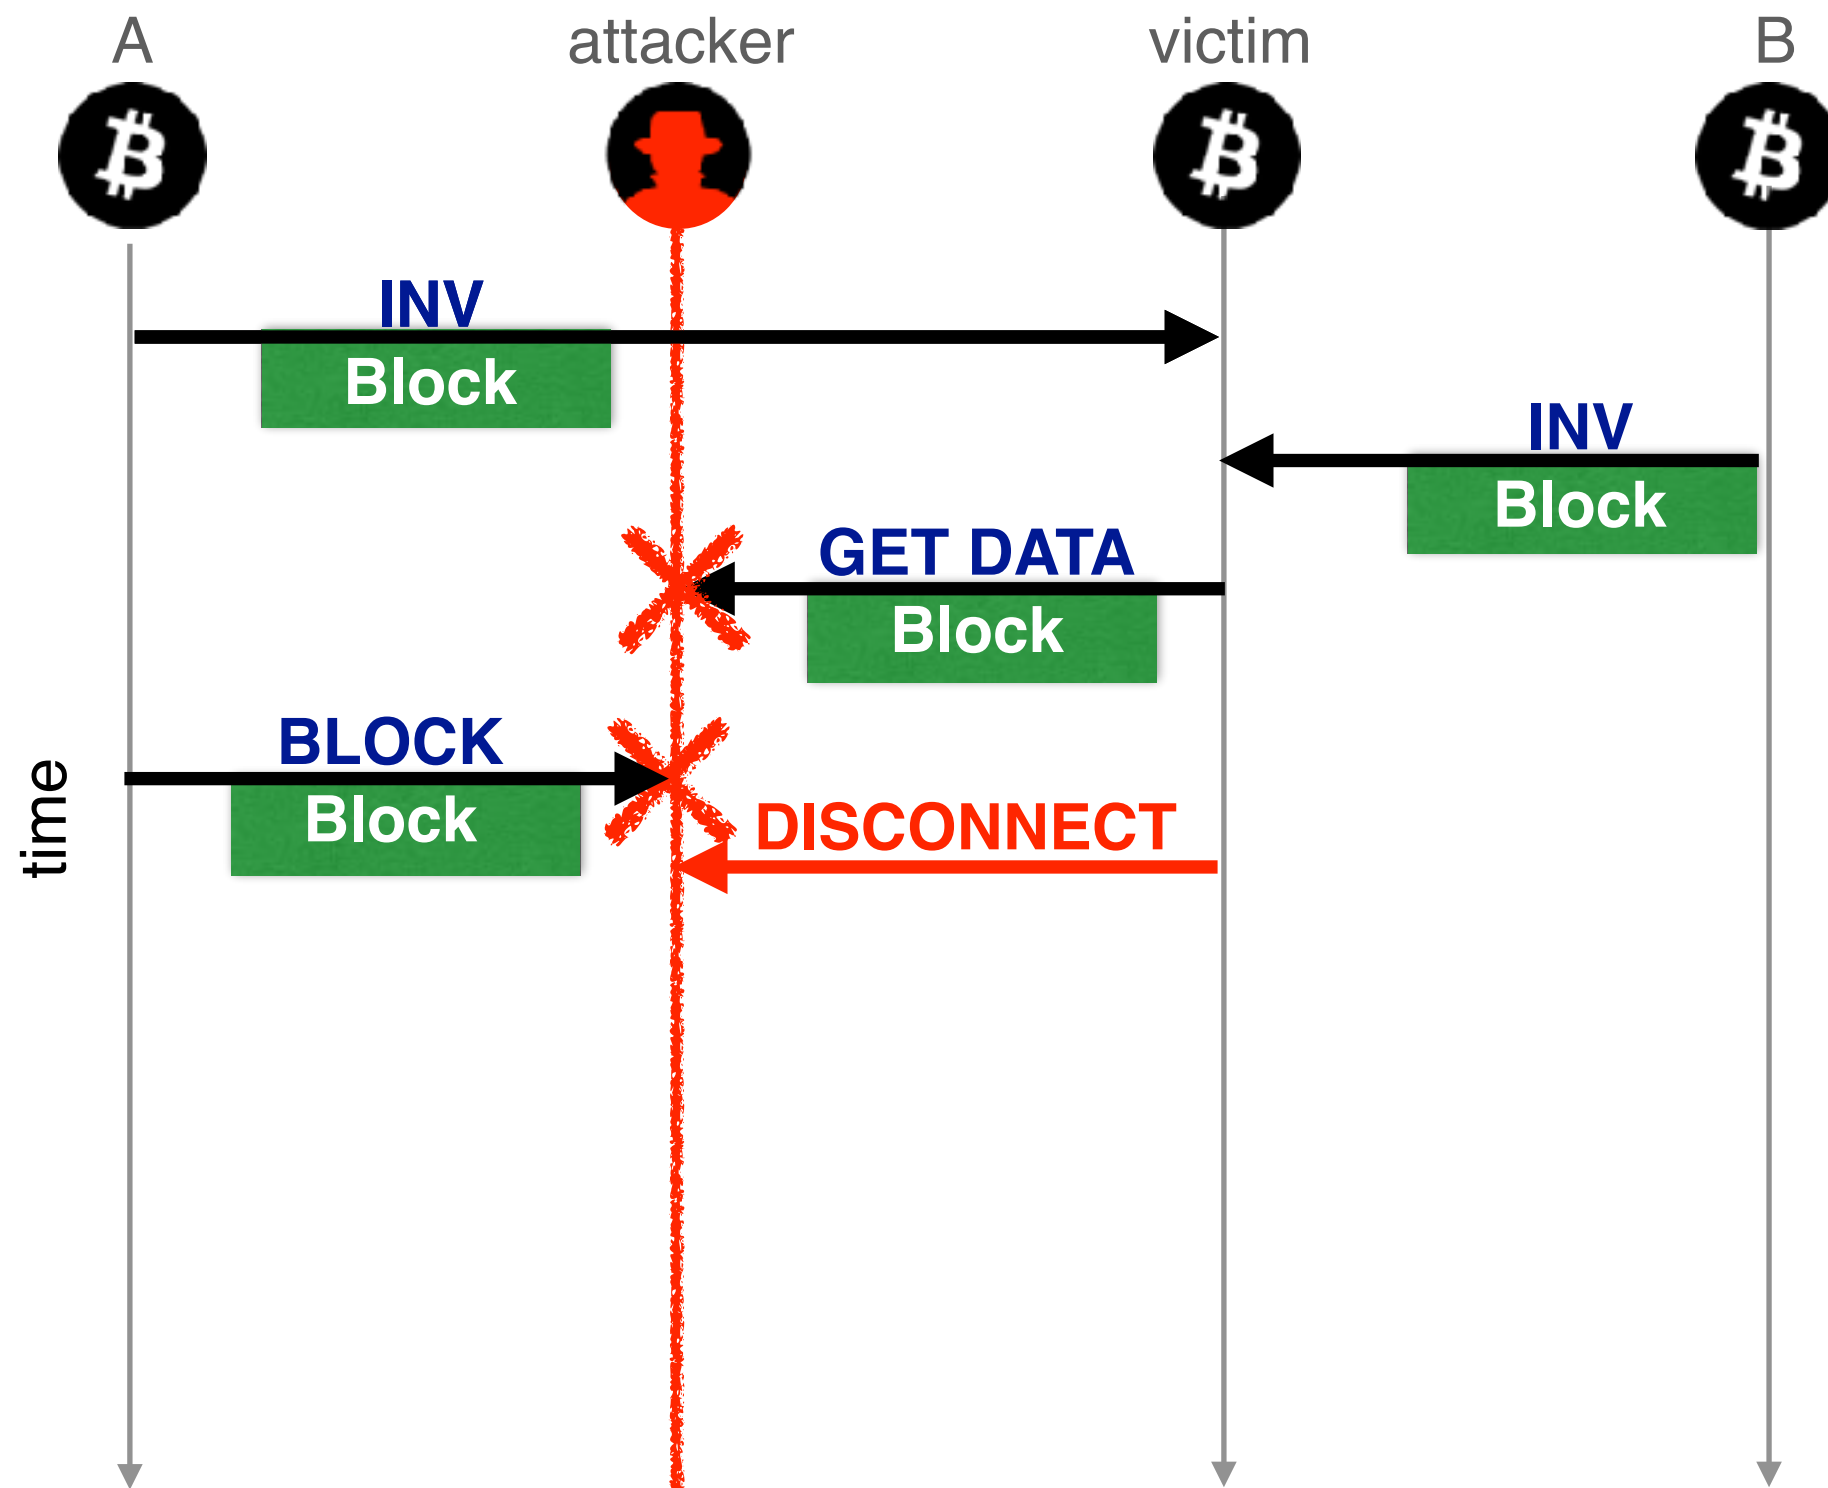 A
attacker
victim
B
INV
Block
INV
Block
GET DATA
Block
BLOCK
Block
DISCONNECT
time